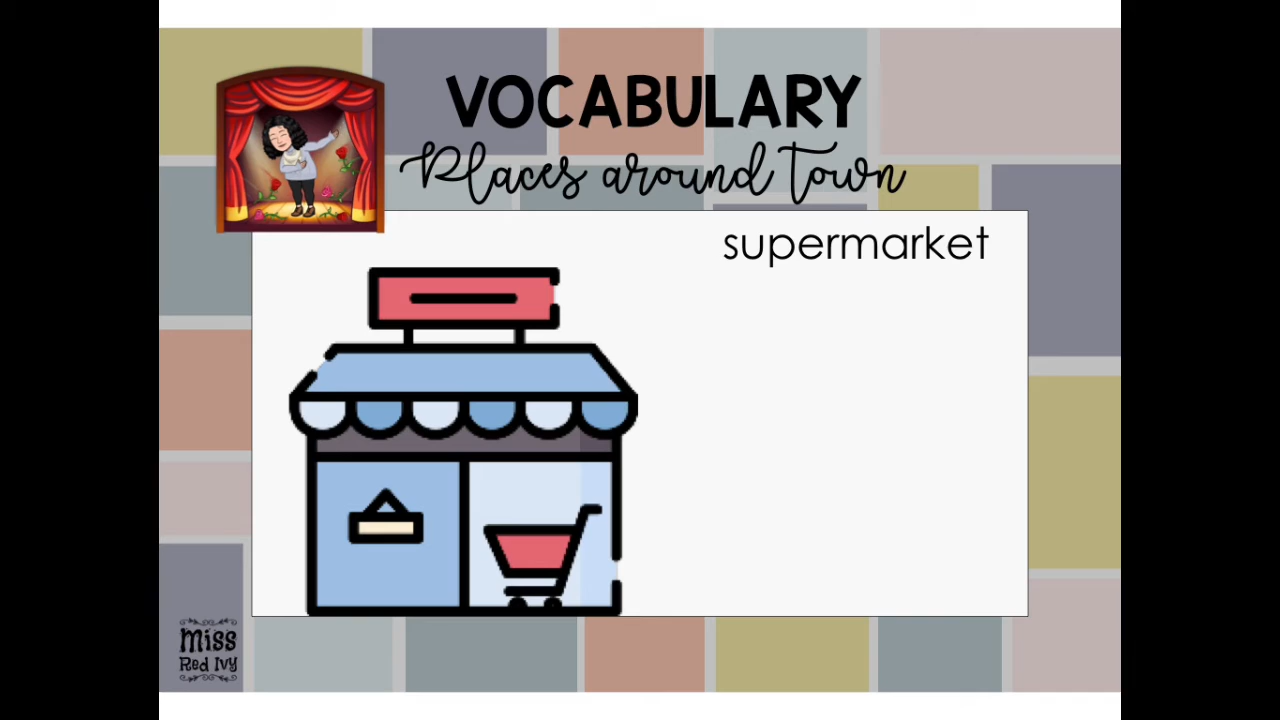 VOCABULARY
Places around town
supermarket
Miss
Red Ivy